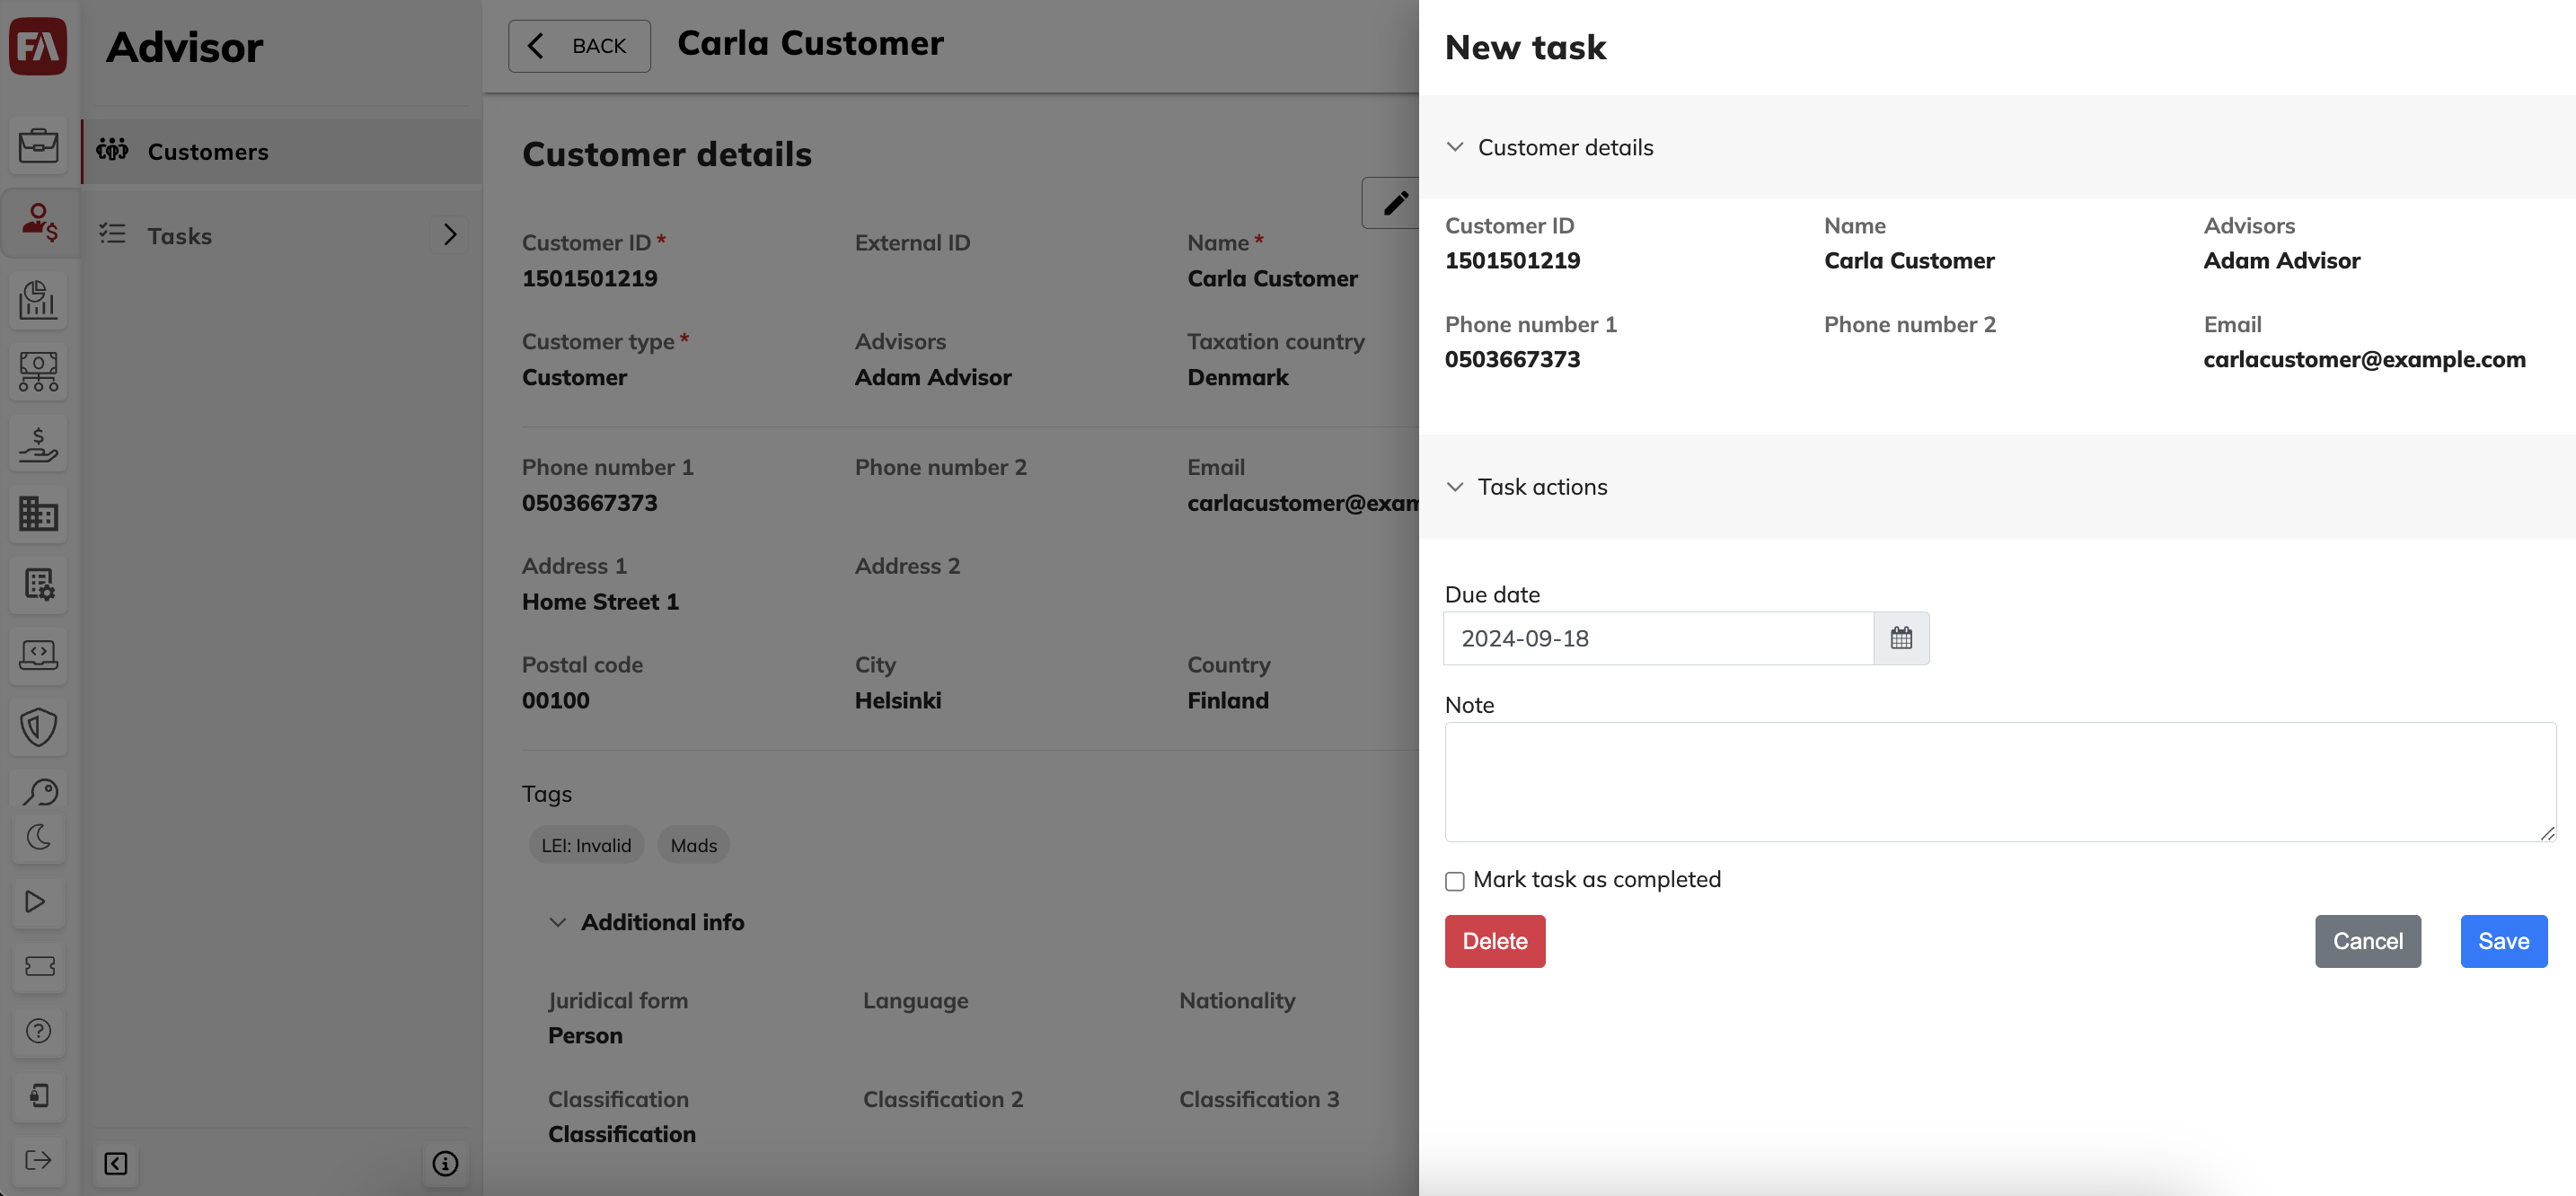 FA
Advisor
Customers
Tasks
BACK
Carla Customer
Customer details
Customer ID *
External ID
Name *
1501501219
Carla Customer
Customer type *
Advisors
Taxation country
Customer
Adam Advisor
Denmark
Phone number 1
Phone number 2
Email
0503667373
carlacustomer@exam
Address 1
Address 2
Home Street 1
Postal code
City
Country
00100
Helsinki
Finland
Tags
LEI: Invalid
Mads
Additional info
Juridical form
Language
Nationality
Person
Classification
Classification 2
Classification 3
Classification
New task
Customer details
Customer ID
Name
Advisors
1501501219
Carla Customer
Adam Advisor
Phone number 1
Phone number 2
Email
0503667373
carlacustomer@example.com
Task actions
Due date
2024-09-18
Note
Mark task as completed
Delete
Cancel
Save